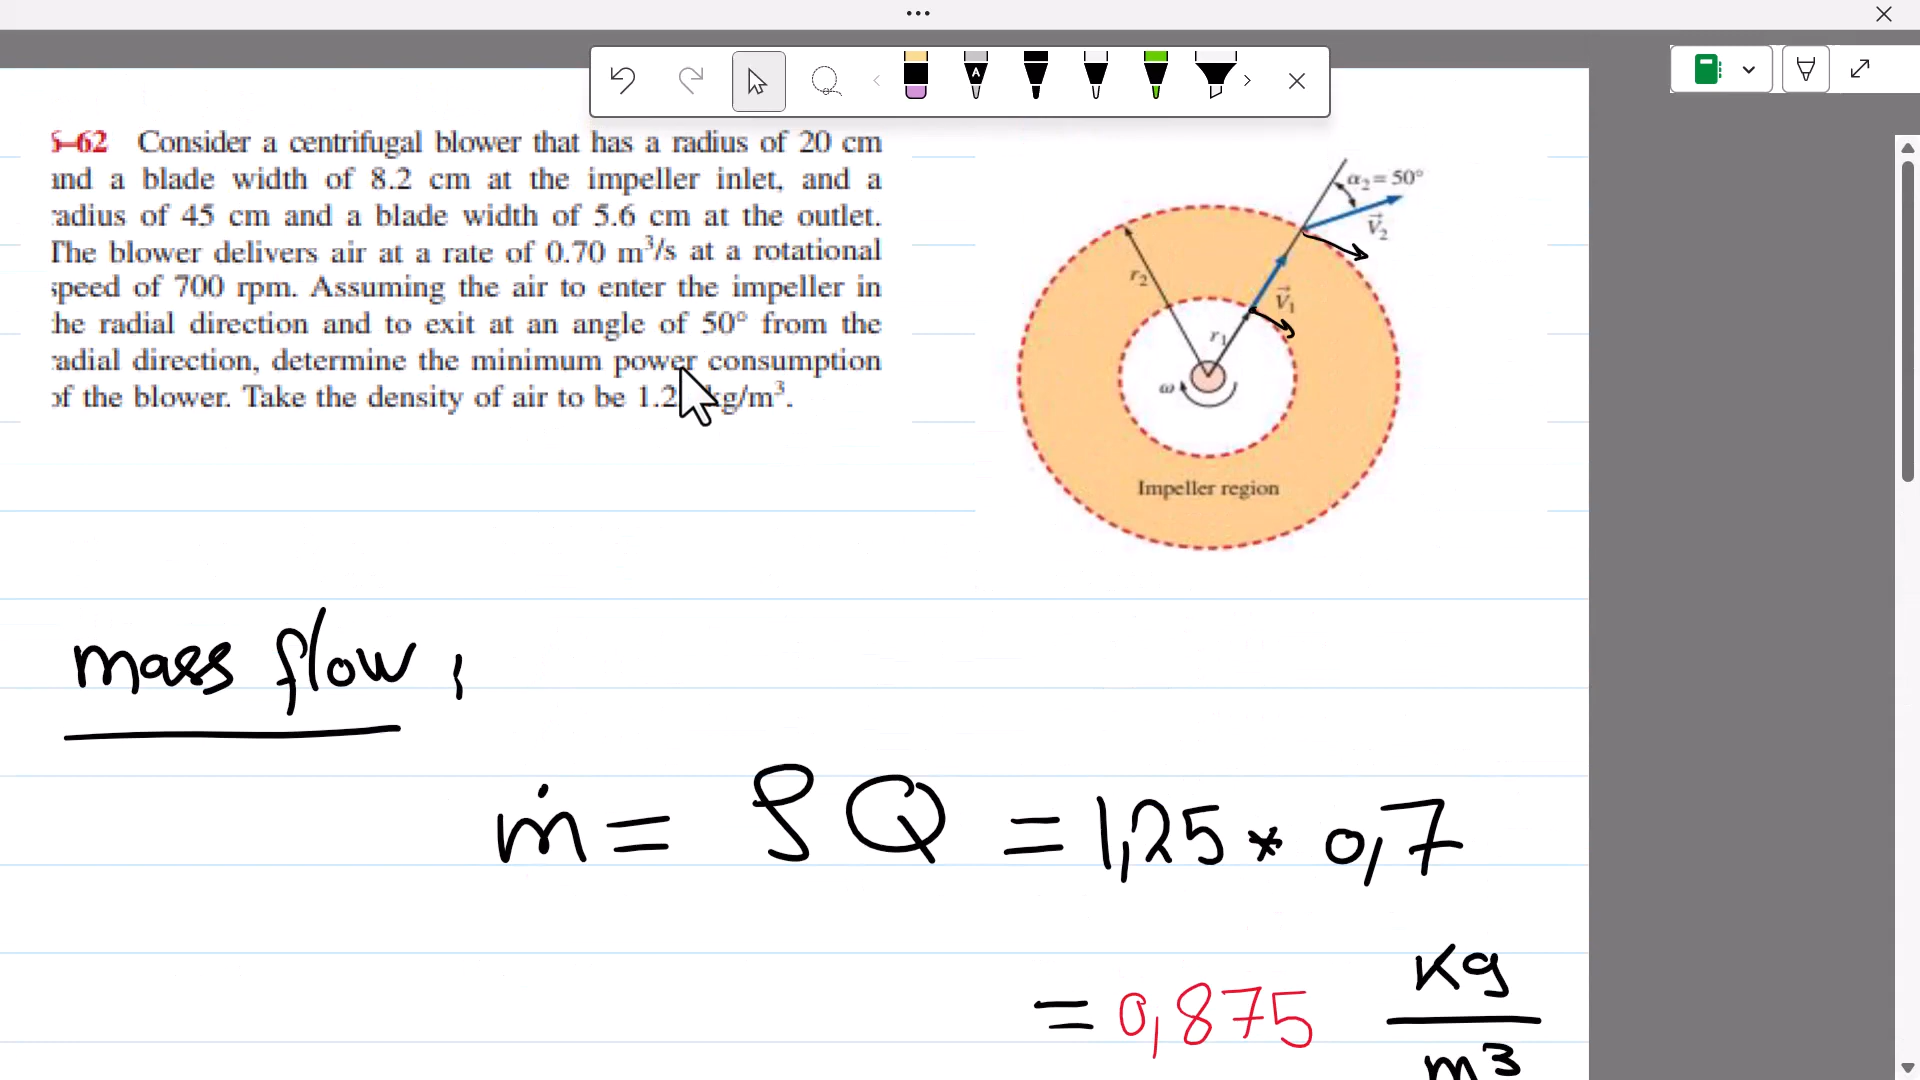 5–62 Consider a centrifugal blower that has a radius of 20 cm
and a blade width of 8.2 cm at the impeller inlet, and a
radius of 45 cm and a blade width of 5.6 cm at the outlet.
The blower delivers air at a rate of 0.70 m³/s at a rotational
speed of 700 rpm. Assuming the air to enter the impeller in
the radial direction and to exit at an angle of 50° from the
radial direction, determine the minimum power consumption
of the blower. Take the density of air to be 1.2 kg/m³.
α₂ = 50°
V⃗₂
r₂
V⃗₁
r₁
ω
Impeller region
mass flow ;
ṁ = ρ Q = 1,25 * 0,7
= 0,875 Kg/m3